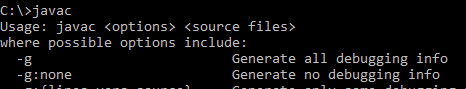 C:\>javac
Usage: javac <options> <source files>
where possible options include:
-g Generate all debugging info
-g:none Generate no debugging info